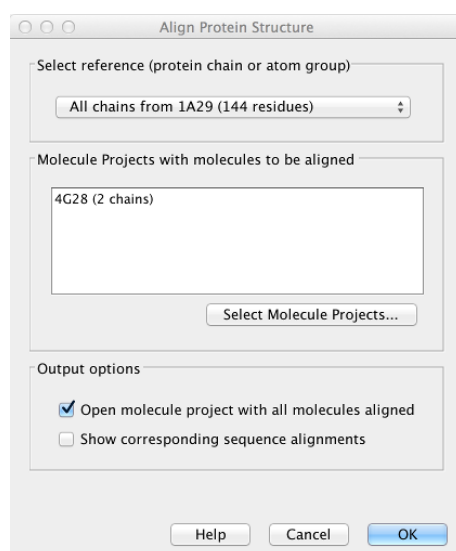 Align Protein Structure
Select reference (protein chain or atom group)
All chains from 1A29 (144 residues)
Molecule Projects with molecules to be aligned
4G28 (2 chains)
Select Molecule Projects...
Output options
Open molecule project with all molecules aligned
Show corresponding sequence alignments
Help Cancel OK